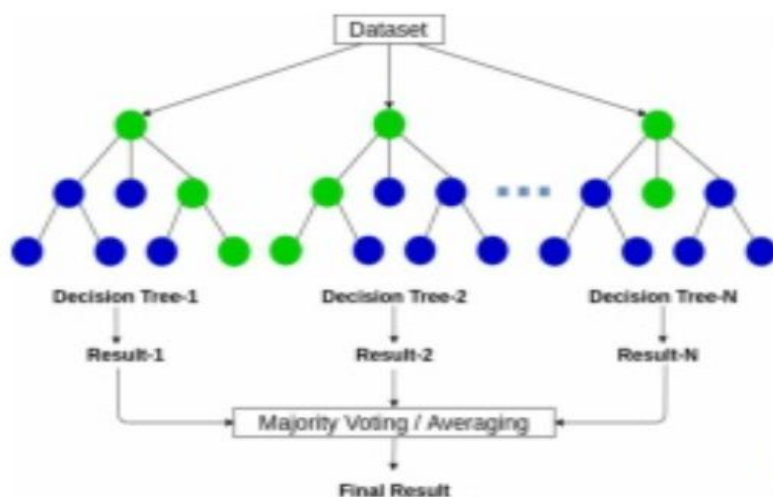 Dataset
Decision Tree-1 Decision Tree-2 Decision Tree-N
Result-1 Result-2 Result-N
Majority Voting / Averaging
Final Result